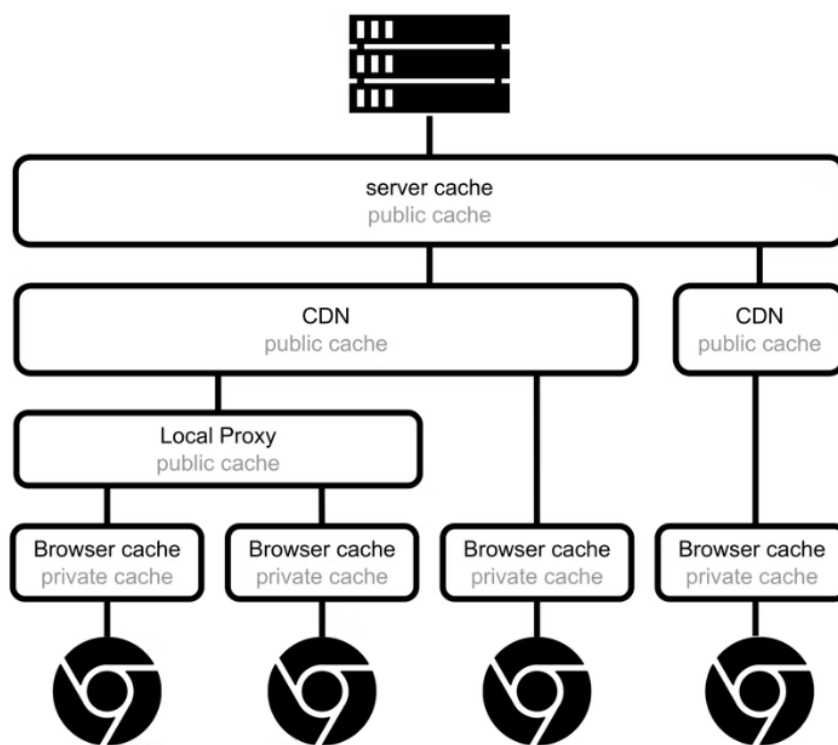 server cache
public cache
CDN
public cache
CDN
public cache
Local Proxy
public cache
Browser cache
private cache
Browser cache
private cache
Browser cache
private cache
Browser cache
private cache